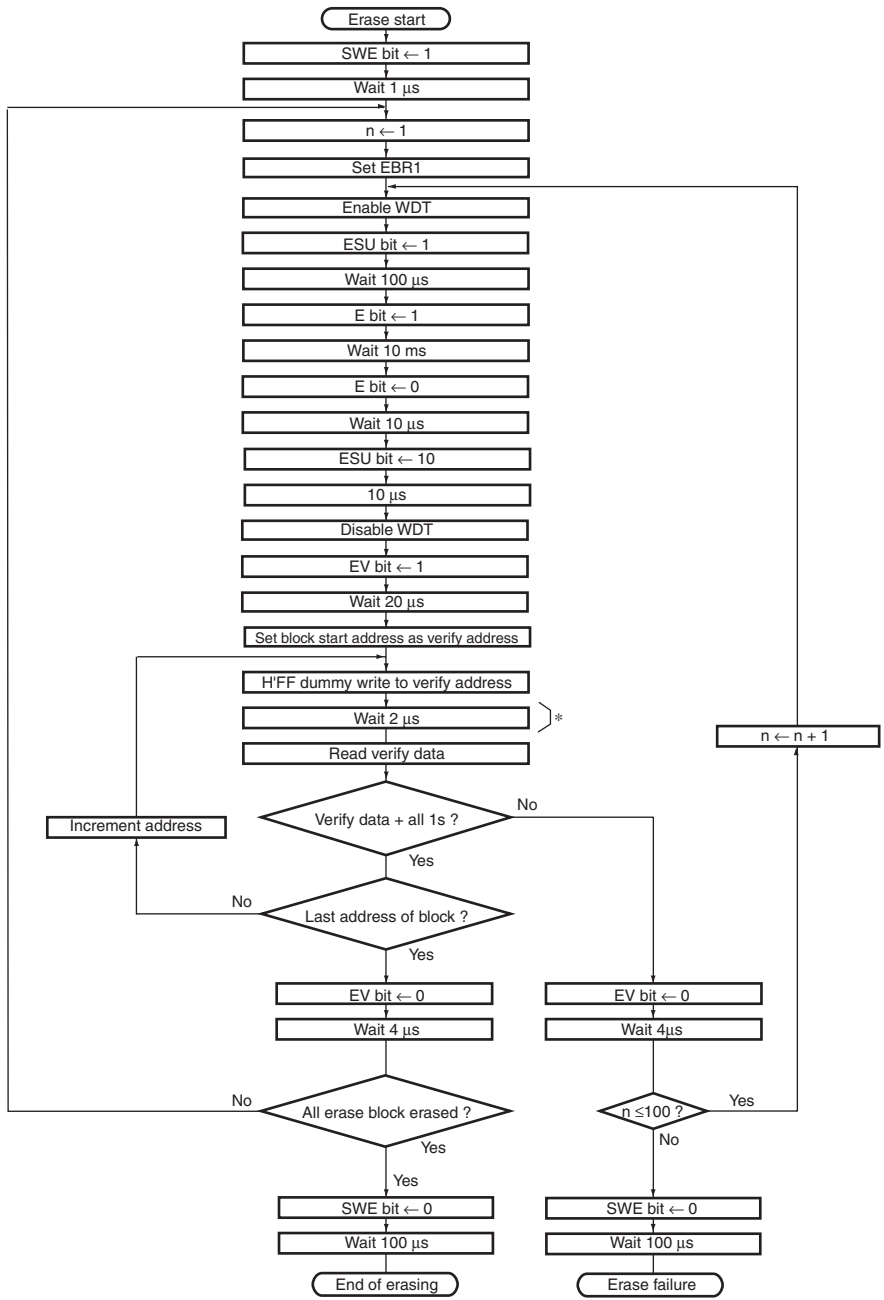 Erase start
SWE bit ← 1
Wait 1 μs
n ← 1
Set EBR1
Enable WDT
ESU bit ← 1
Wait 100 μs
E bit ← 1
Wait 10 ms
E bit ← 0
Wait 10 μs
ESU bit ← 10
10 μs
Disable WDT
EV bit ← 1
Wait 20 μs
Set block start address as verify address
H'FF dummy write to verify address
Wait 2 μs
*
n ← n + 1
Read verify data
Verify data + all 1s ?
No
Yes
Increment address
Last address of block ?
No
Yes
EV bit ← 0
EV bit ← 0
Wait 4 μs
Wait 4μs
All erase block erased ?
No
Yes
n ≤100 ?
Yes
No
Yes
SWE bit ← 0
SWE bit ← 0
Wait 100 μs
Wait 100 μs
End of erasing
Erase failure